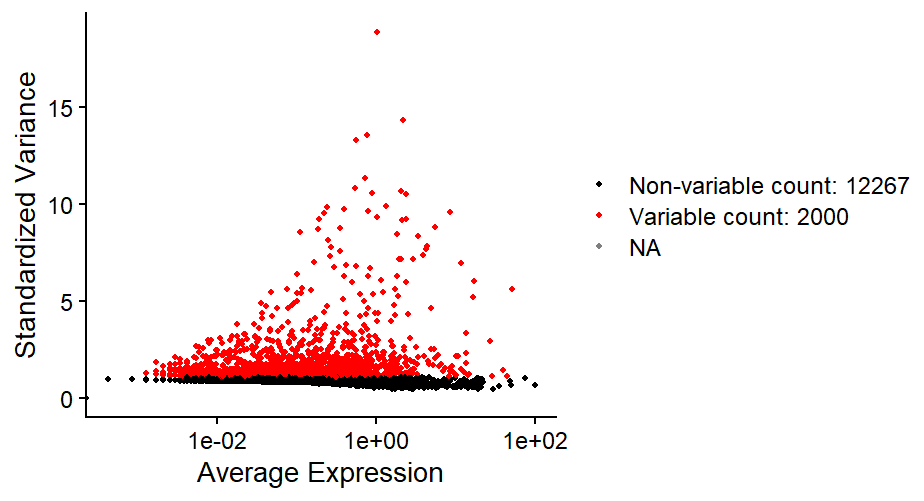 Standardized Variance
15
10
5
0
1e-02
1e+00
1e+02
Average Expression
Non-variable count: 12267
Variable count: 2000
NA